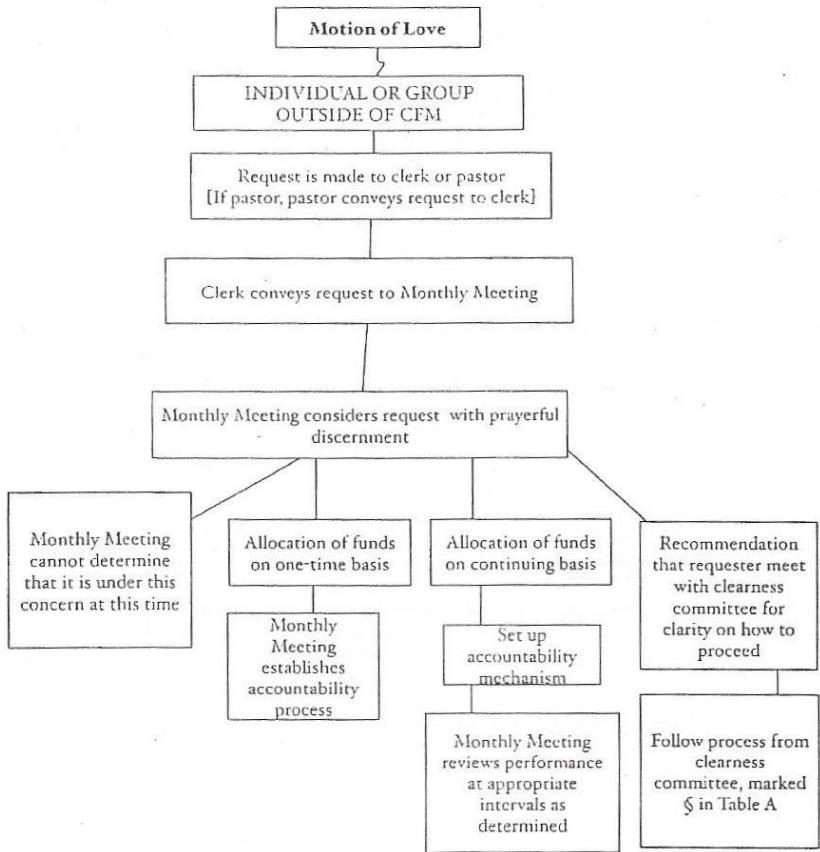 Motion of Love
INDIVIDUAL OR GROUP
OUTSIDE OF CFM
Request is made to clerk or pastor
[If pastor, pastor conveys request to clerk}
Clerk conveys request to Monthly Meeting
Monthly Meeting considers request with prayerful
discernment
Monthly Meeting
cannot determine
that it is under this
concern at this time
Allocation of funds
on one-time basis
Monthly
Meeting
establishes
accountability
process
Allocation of funds
on continuing basis
Set up
accountability
mechanism
Monthly Meeting
reviews performance
at appropriate
intervals as
determined
Recommendation
that requester meet
with clearness
committee for
clarity on how to
proceed
Follow process from
clearness
committee, marked
§ in Table A